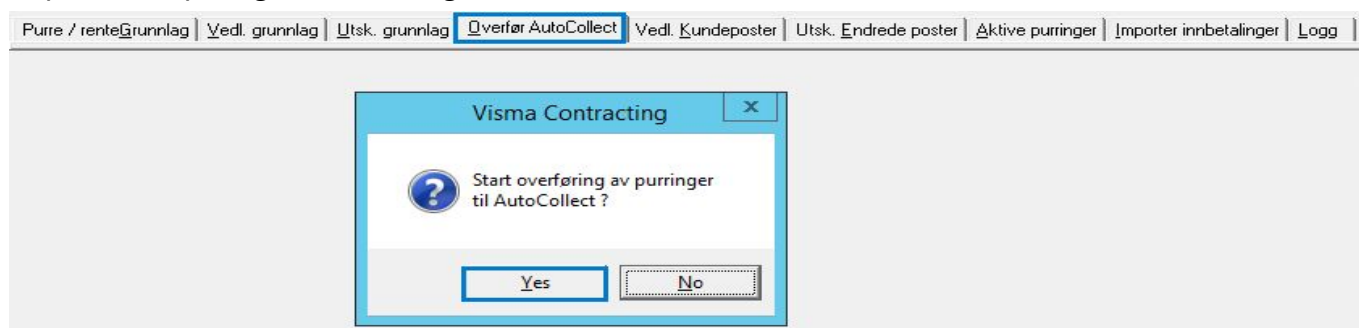 Purre / renteGrunnlag Vedl. grunnlag Utsk. grunnlag Overfør AutoCollect Vedl. Kundeposter Utsk. Endrede poster Aktive purringer Importer innbetalinger Logg
Visma Contracting x
Start overføring av purringer
til AutoCollect ?
Yes No